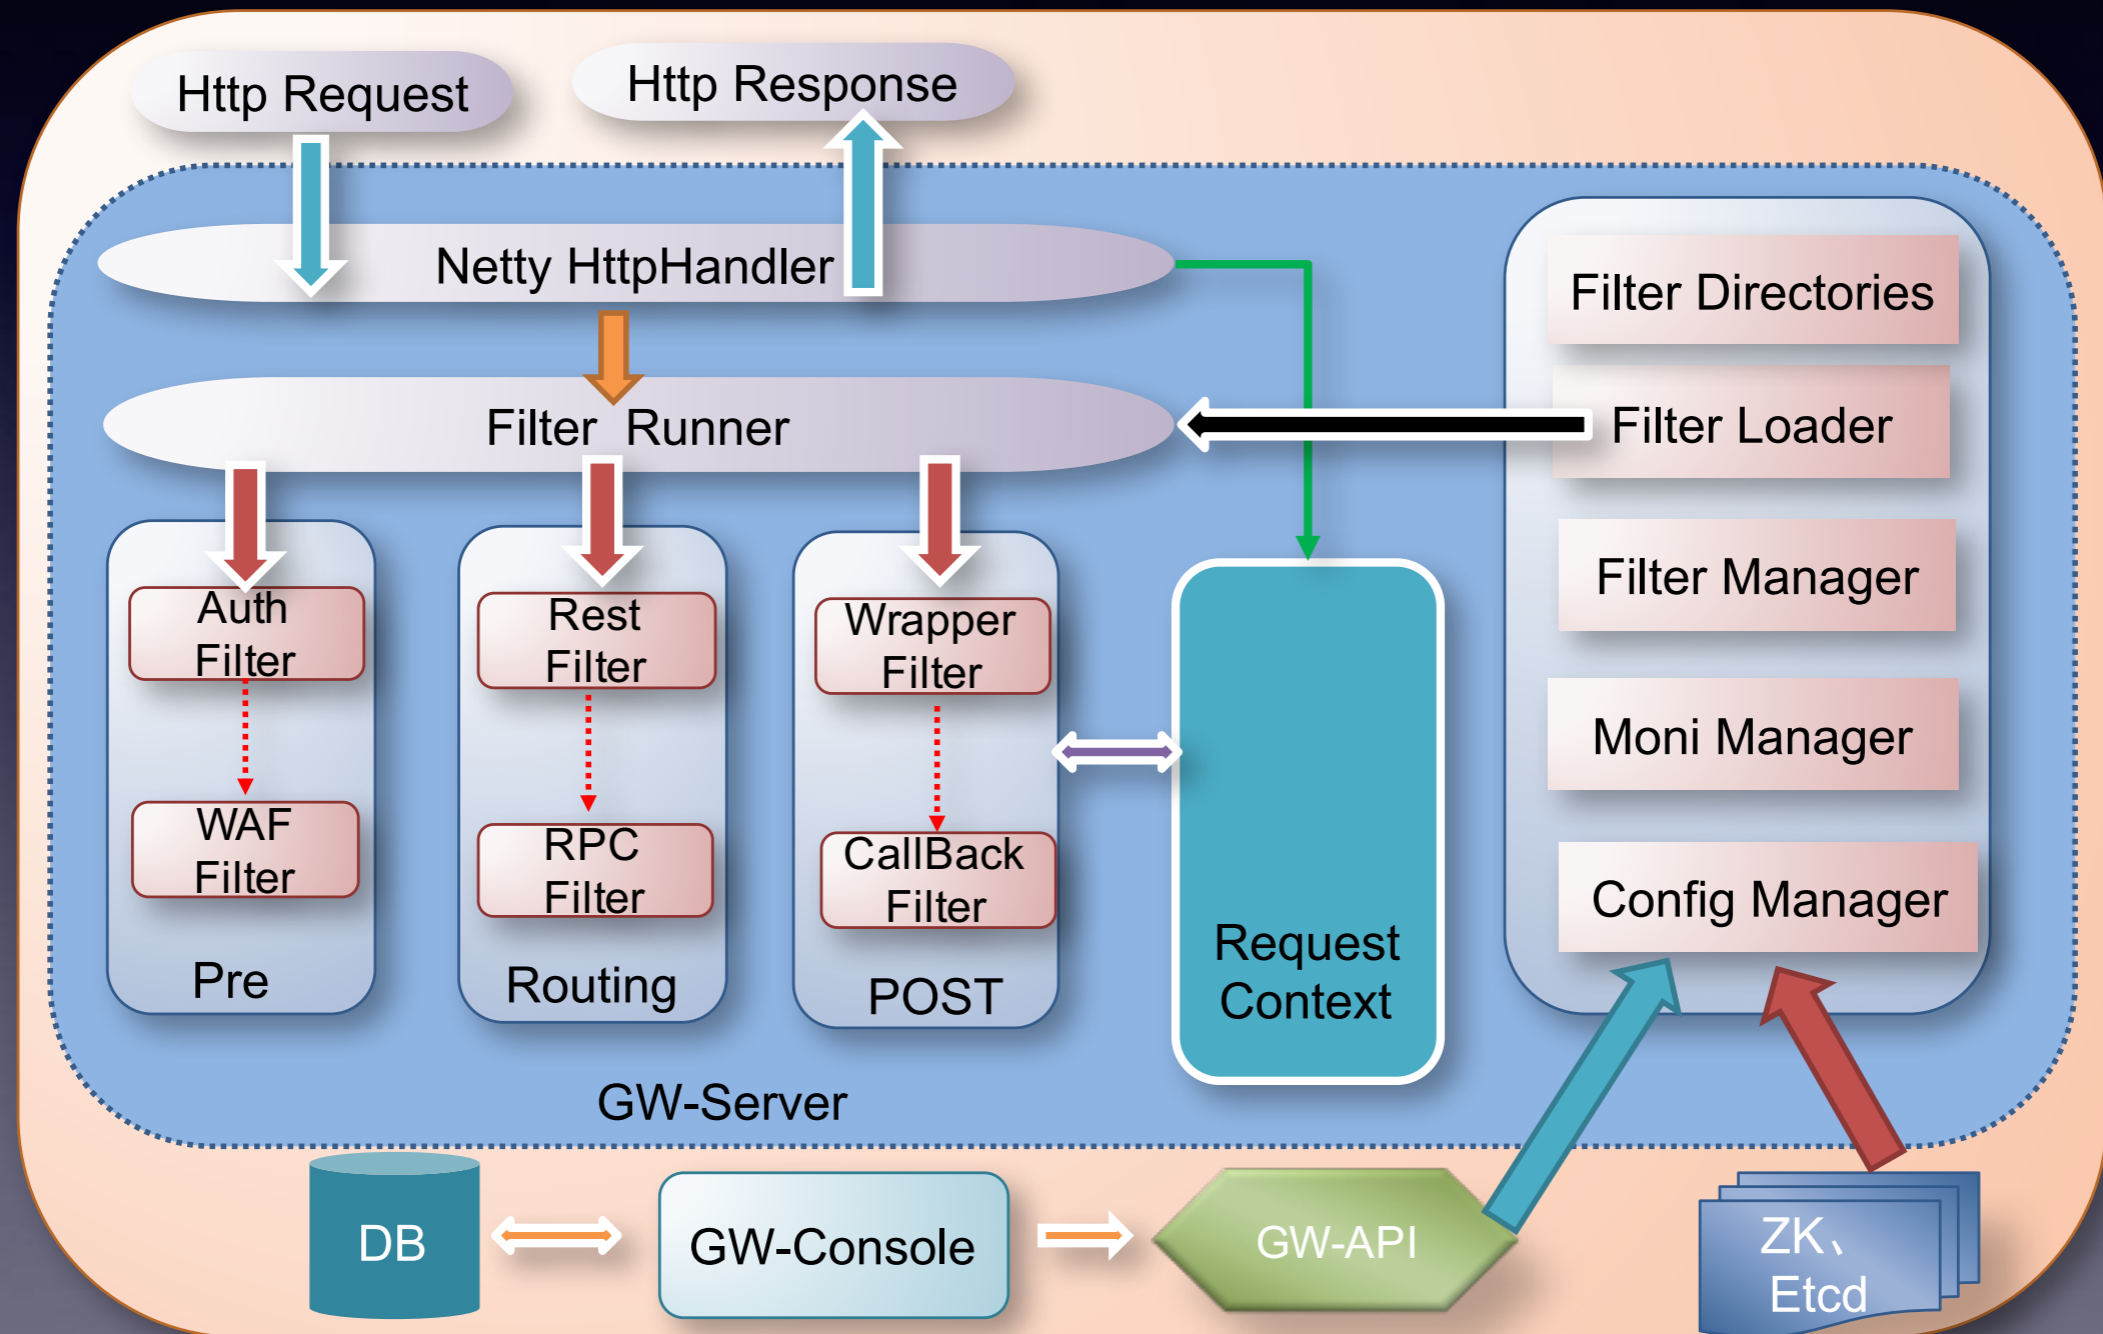 Http Request
Http Response
Netty HttpHandler
Filter Runner
Auth
Filter
WAF
Filter
Pre
Rest
Filter
RPC
Filter
Routing
Wrapper
Filter
CallBack
Filter
POST
Request
Context
Filter Directories
Filter Loader
Filter Manager
Moni Manager
Config Manager
GW-Server
DB
GW-Console
GW-API
ZK、
Etcd